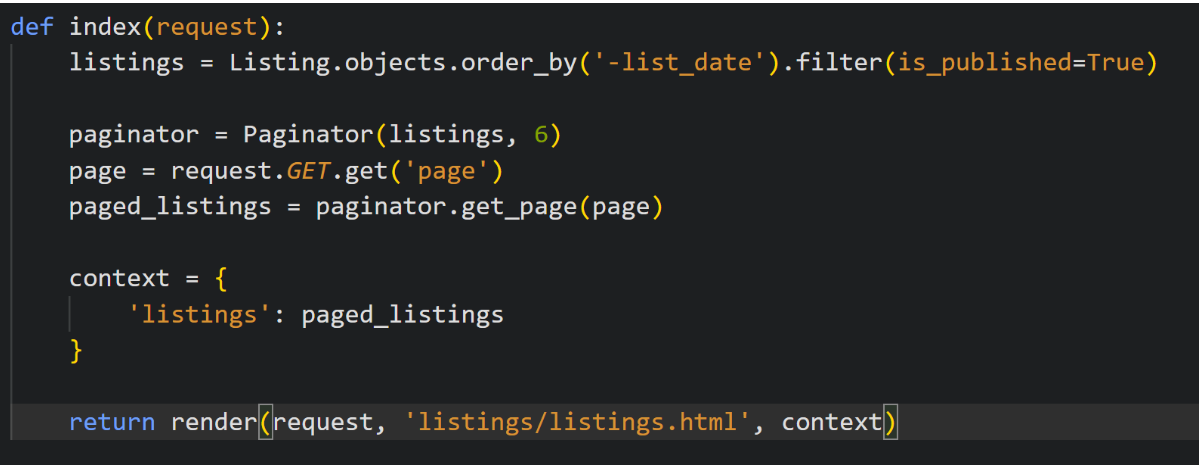 def index(request):
    listings = Listing.objects.order_by('-list_date').filter(is_published=True)
    paginator = Paginator(listings, 6)
    page = request.GET.get('page')
    paged_listings = paginator.get_page(page)
    context = {
        'listings': paged_listings
    }
    return render(request, 'listings/listings.html', context)